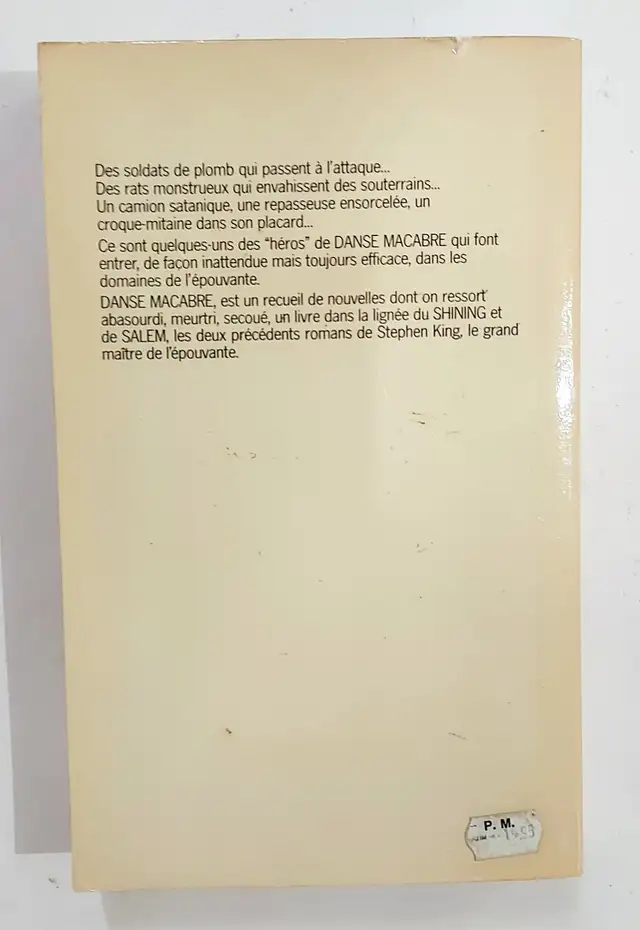 Des soldats de plomb qui passent à l'attaque...
Des rats monstrueux qui envahissent des souterrains...
Un camion satanique, une repasseuse ensorcelée, un
croque-mitaine dans son placard...
Ce sont quelques-uns des "héros" de DANSE MACABRE qui font
entrer, de façon inattendue mais toujours efficace, dans les
domaines de l'épouvante.
DANSE MACABRE, est un recueil de nouvelles dont on ressort
abasourdi, meurtri, secoué, un livre dans la lignée du SHINING et
de SALEM, les deux précédents romans de Stephen King, le grand
maître de l'épouvante.
P. M.